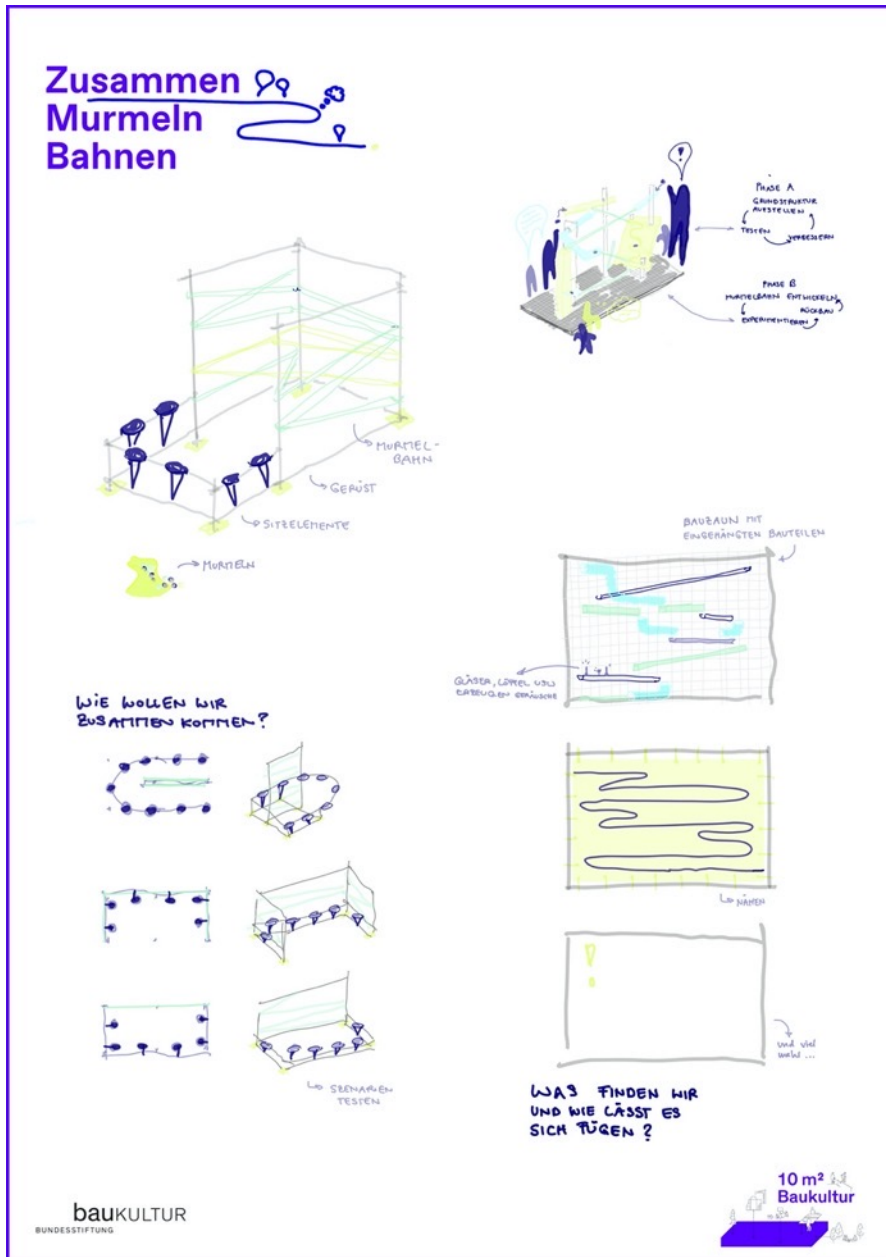 Zusammen
Murmeln
Bahnen
PHASE A
GRUNDSTRUKTUR
AUFSTELLEN
TESTEN
VERBESSERN
PHASE B
MURMELBAHN ENTWICKELN
RÜCKBAU
EXPERIMENTIEREN
MURMEL-
BAHN
GERÜST
SITZELEMENTE
MURMELN
BAUZAUN MIT
EINGEHÄNGTEN BAUTEILEN
GLÄSER, LÖFFEL USW
ERZEUGEN GERÄUSCHE
WIE WOLLEN WIR
ZUSAMMEN KOMMEN?
NÄHEN
!
SZENARIEN
TESTEN
und viel
mehr ...
WAS FINDEN WIR
UND WIE LÄSST ES
SICH FÜGEN?
bauKULTUR
BUNDESSTIFTUNG
10 m²
Baukultur